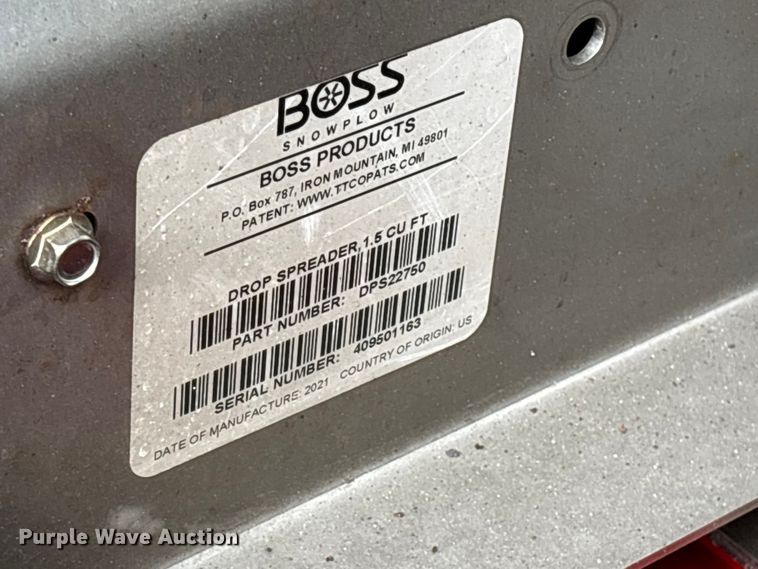 BOSS
SNOWPLOW
BOSS PRODUCTS
P.O. Box 787, IRON MOUNTAIN, MI 49801
PATENT: WWW.TTCOPATS.COM
DROP SPREADER, 1.5 CU FT
PART NUMBER: DPS22750
SERIAL NUMBER: 409501163
DATE OF MANUFACTURE: 2021 COUNTRY OF ORIGIN: US
Purple Wave Auction